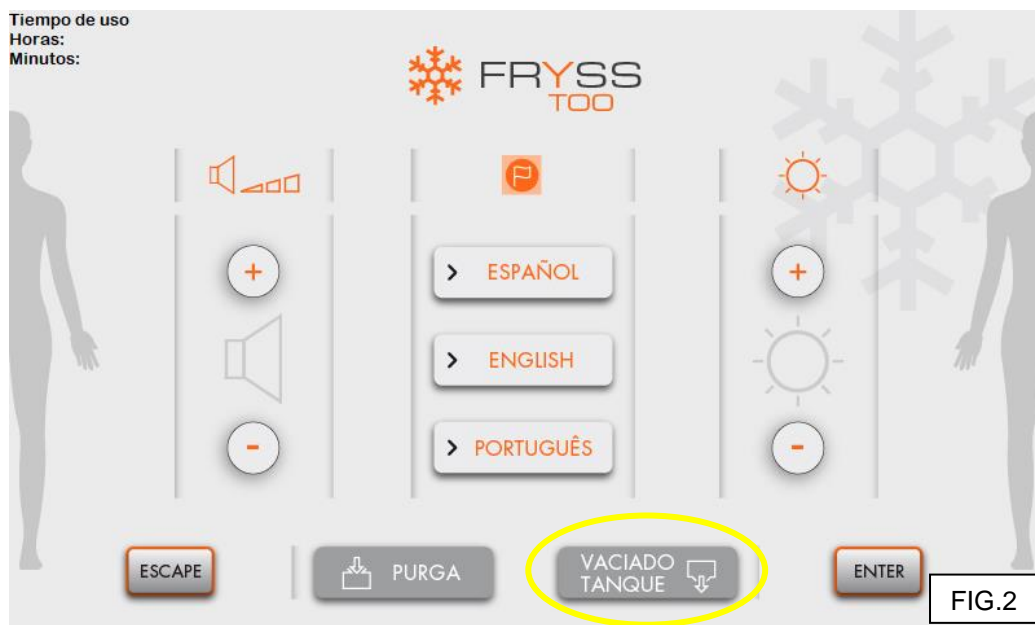 Tiempo de uso
Horas:
Minutos:
FRYSS
TOO
+
+
ESPAÑOL
ENGLISH
PORTUGUÊS
-
-
ESCAPE
PURGA
VACIADO
TANQUE
ENTER
FIG.2